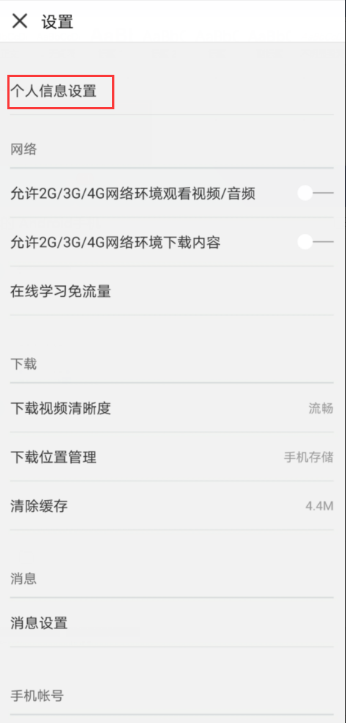 设置
个人信息设置
网络
允许2G/3G/4G网络环境观看视频/音频
允许2G/3G/4G网络环境下载内容
在线学习免流量
下载
下载视频清晰度 流畅
下载位置管理 手机存储
清除缓存 4.4M
消息
消息设置
手机帐号